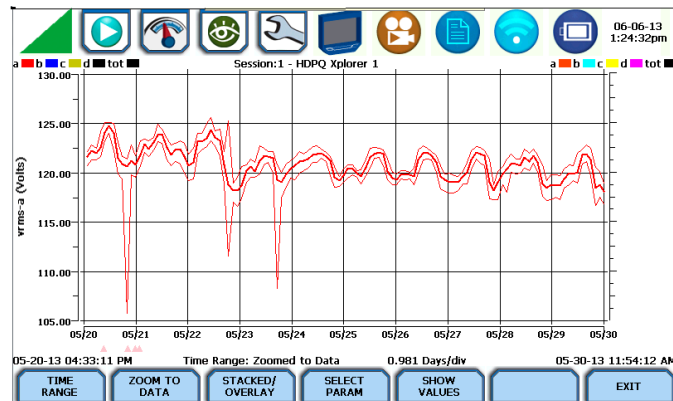 06-06-13
1:24:32pm
a b c d tot Session:1 - HDPQ Xplorer 1 a b c d tot
130.00
125.00
120.00
115.00
110.00
105.00
vrms-a (Volts)
05/20 05/21 05/22 05/23 05/24 05/25 05/26 05/27 05/28 05/29 05/30
05-20-13 04:33:11 PM Time Range: Zoomed to Data 0.981 Days/div 05-30-13 11:54:12 AM
TIME RANGE ZOOM TO DATA STACKED/ OVERLAY SELECT PARAM SHOW VALUES EXIT